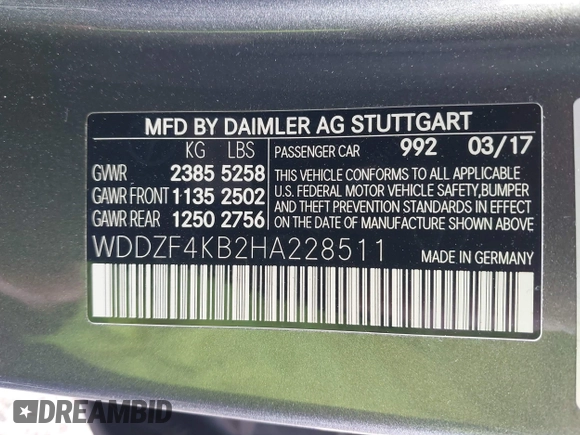 MFD BY DAIMLER AG STUTTGART
KG LBS PASSENGER CAR 992 03/17
GVWR 2385 5258 THIS VEHICLE CONFORMS TO ALL APPLICABLE
GAWR FRONT 1135 2502 U.S. FEDERAL MOTOR VEHICLE SAFETY,BUMPER
AND THEFT PREVENTION STANDARDS IN EFFECT
GAWR REAR 1250 2756 ON THE DATE OF MANUFACTURE SHOWN ABOVE
WDDZF4KB2HA228511 MADE IN GERMANY
DREAMBID